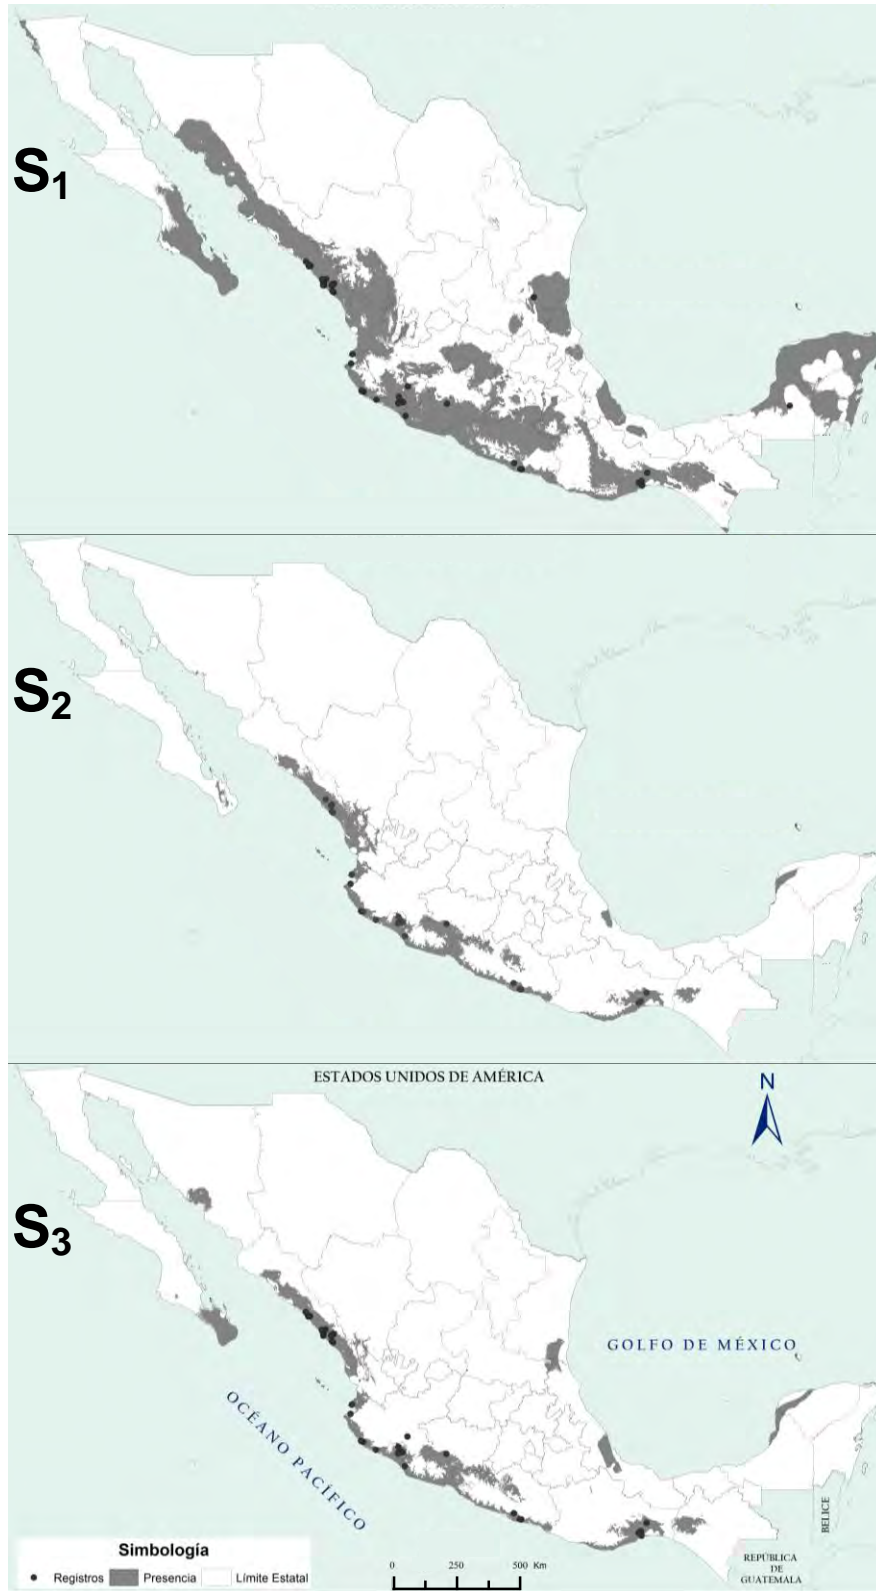 S1
S2
ESTADOS UNIDOS DE AMÉRICA
N
S3
GOLFO DE MÉXICO
OCÉANO PACÍFICO
BELICE
Simbología
Registros Presencia Límite Estatal
0 250 500 Km
REPÚBLICA
DE
GUATEMALA